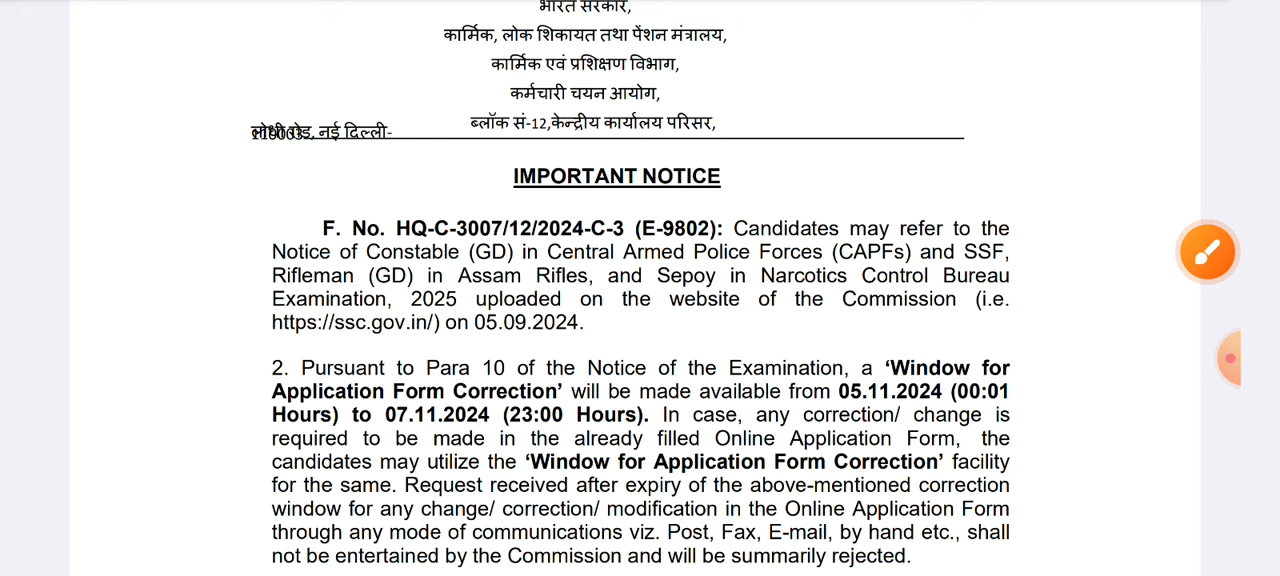 भारत सरकार,
कार्मिक, लोक शिकायत तथा पेंशन मंत्रालय,
कार्मिक एवं प्रशिक्षण विभाग,
कर्मचारी चयन आयोग,
ब्लॉक सं-12,केन्द्रीय कार्यालय परिसर,
लोधी रोड, नई दिल्ली-
110003
IMPORTANT NOTICE
F. No. HQ-C-3007/12/2024-C-3 (E-9802): Candidates may refer to the
Notice of Constable (GD) in Central Armed Police Forces (CAPFs) and SSF,
Rifleman (GD) in Assam Rifles, and Sepoy in Narcotics Control Bureau
Examination, 2025 uploaded on the website of the Commission (i.e.
https://ssc.gov.in/) on 05.09.2024.
2. Pursuant to Para 10 of the Notice of the Examination, a ‘Window for
Application Form Correction’ will be made available from 05.11.2024 (00:01
Hours) to 07.11.2024 (23:00 Hours). In case, any correction/ change is
required to be made in the already filled Online Application Form, the
candidates may utilize the ‘Window for Application Form Correction’ facility
for the same. Request received after expiry of the above-mentioned correction
window for any change/ correction/ modification in the Online Application Form
through any mode of communications viz. Post, Fax, E-mail, by hand etc., shall
not be entertained by the Commission and will be summarily rejected.